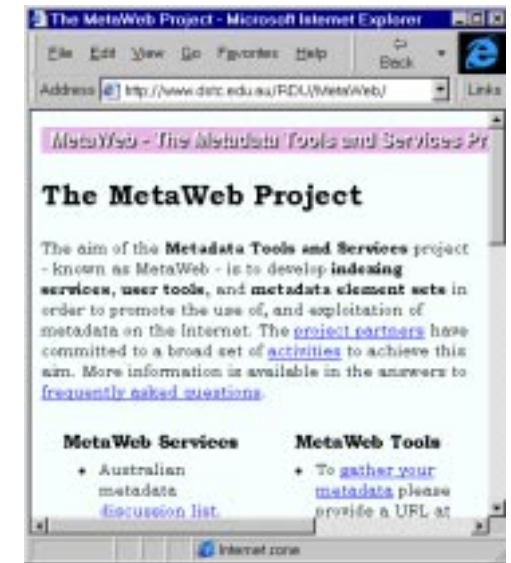 The MetaWeb Project - Microsoft Internet Explorer
File Edit View Go Favorites Help
Back
Address http://www.dstc.edu.au/RDU/MetaWeb/
Links
MetaWeb - The Metadata Tools and Services Pr
The MetaWeb Project
The aim of the Metadata Tools and Services project
- known as MetaWeb - is to develop indexing
services, user tools, and metadata element sets in
order to promote the use of, and exploitation of
metadata on the Internet. The project partners have
committed to a broad set of activities to achieve this
aim. More information is available in the answers to
frequently asked questions.
MetaWeb Services
• Australian
metadata
discussion list.
MetaWeb Tools
• To gather your
metadata please
provide a URL at
Internet zone